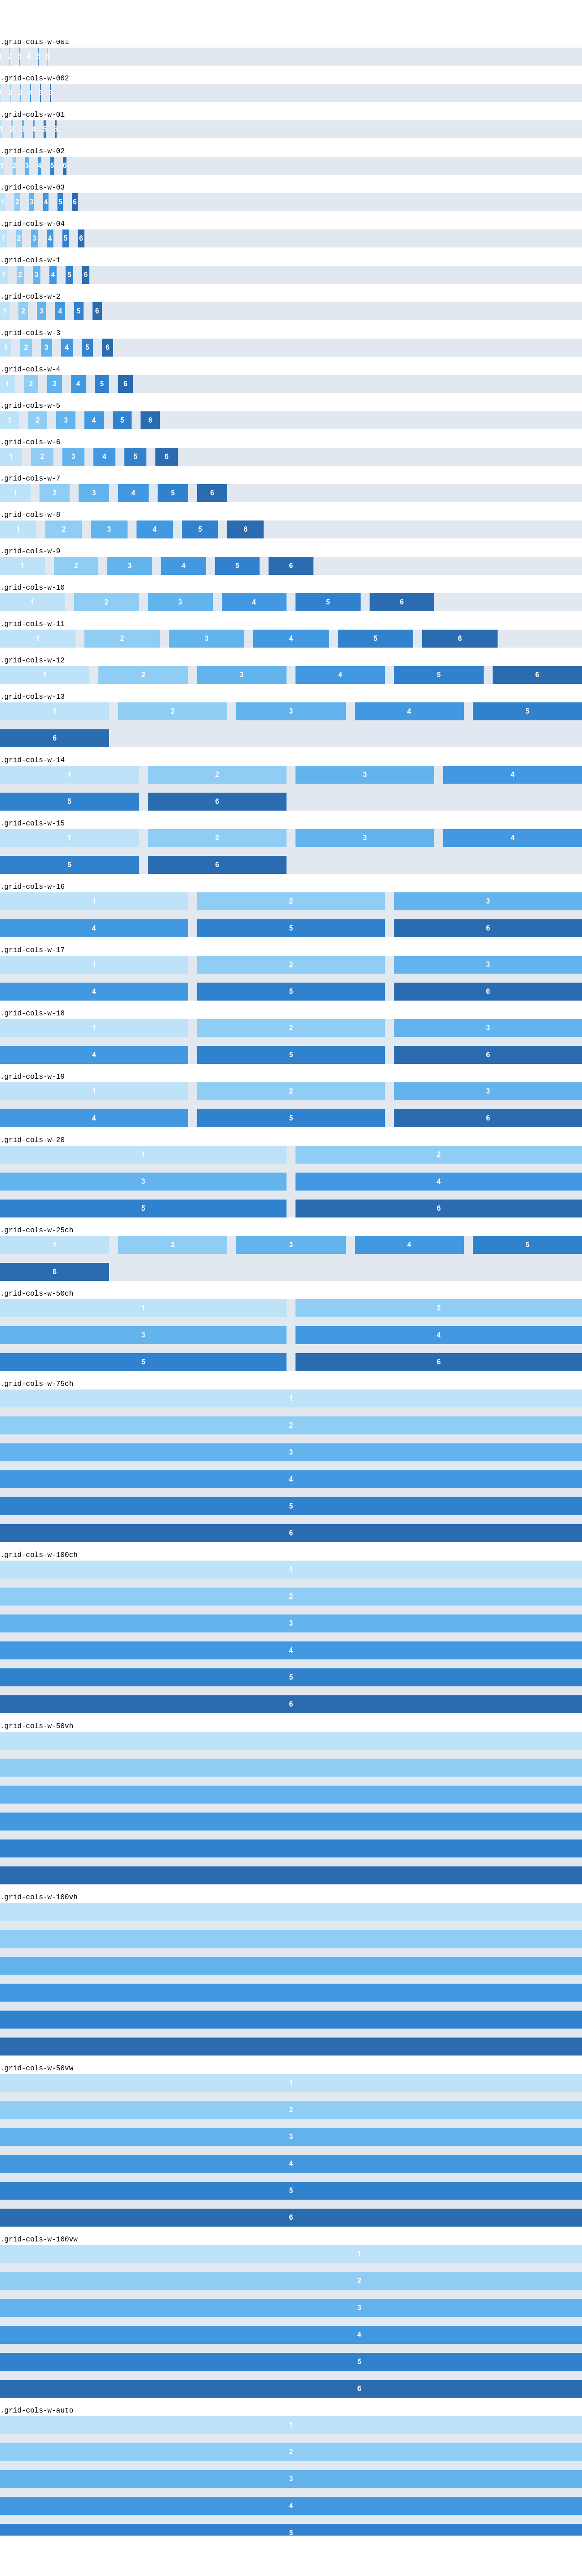 .grid-cols-w-001
.grid-cols-w-002
.grid-cols-w-01
.grid-cols-w-02
1 2 3 4 5 6
.grid-cols-w-03
1 2 3 4 5 6
.grid-cols-w-04
1 2 3 4 5 6
.grid-cols-w-1
1 2 3 4 5 6
.grid-cols-w-2
1 2 3 4 5 6
.grid-cols-w-3
1 2 3 4 5 6
.grid-cols-w-4
1 2 3 4 5 6
.grid-cols-w-5
1 2 3 4 5 6
.grid-cols-w-6
1 2 3 4 5 6
.grid-cols-w-7
1 2 3 4 5 6
.grid-cols-w-8
1 2 3 4 5 6
.grid-cols-w-9
1 2 3 4 5 6
.grid-cols-w-10
1 2 3 4 5 6
.grid-cols-w-11
1 2 3 4 5 6
.grid-cols-w-12
1 2 3 4 5 6
.grid-cols-w-13
1 2 3 4 5
6
.grid-cols-w-14
1 2 3 4
5 6
.grid-cols-w-15
1 2 3 4
5 6
.grid-cols-w-16
1 2 3
4 5 6
.grid-cols-w-17
1 2 3
4 5 6
.grid-cols-w-18
1 2 3
4 5 6
.grid-cols-w-19
1 2 3
4 5 6
.grid-cols-w-20
1 2
3 4
5 6
.grid-cols-w-25ch
1 2 3 4 5
6
.grid-cols-w-50ch
1 2
3 4
5 6
.grid-cols-w-75ch
1
2
3
4
5
6
.grid-cols-w-100ch
1
2
3
4
5
6
.grid-cols-w-50vh
.grid-cols-w-100vh
.grid-cols-w-50vw
1
2
3
4
5
6
.grid-cols-w-100vw
1
2
3
4
5
6
.grid-cols-w-auto
1
2
3
4
5